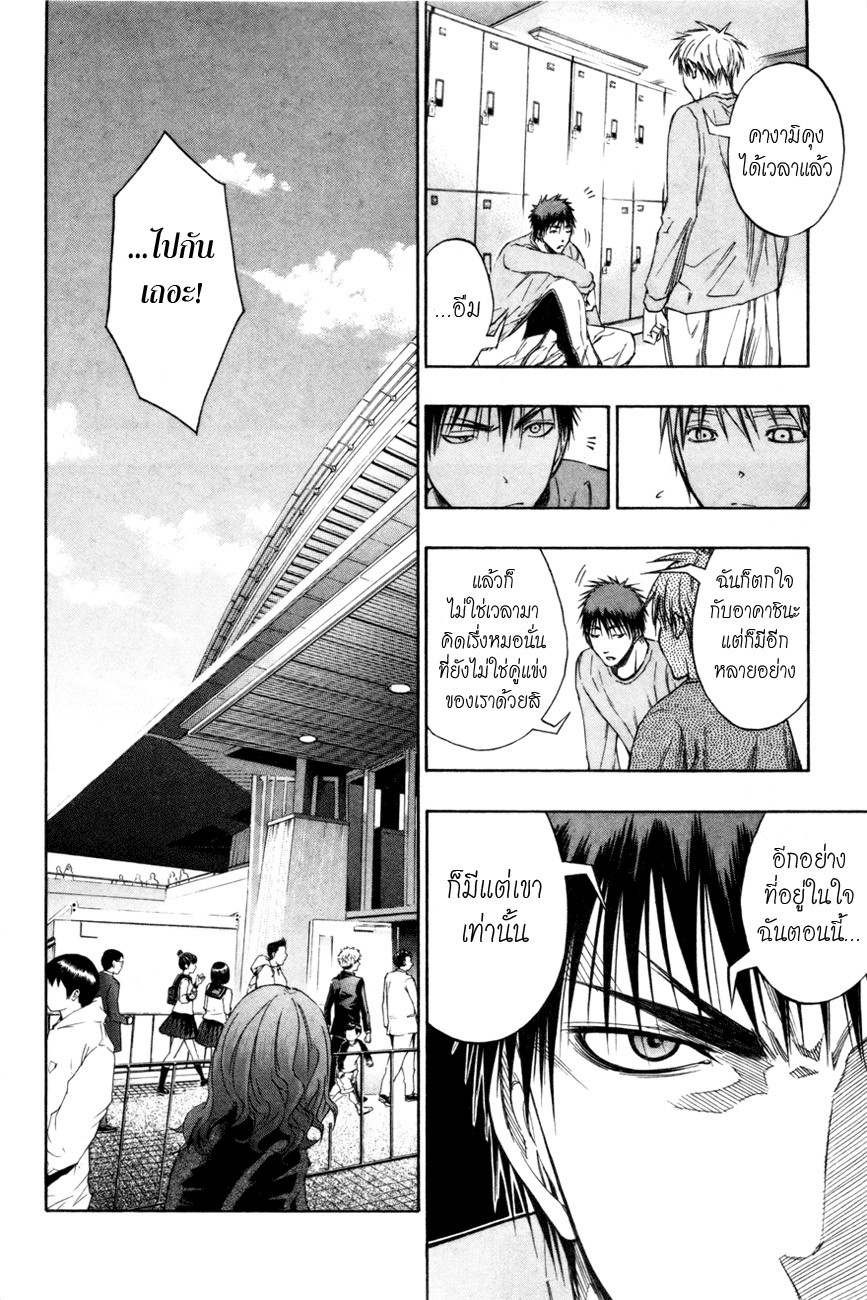 คางามิคุง
ได้เวลาแล้ว
...อืม
ฉันก็ตกใจ
กับอาคาชินะ
แต่ก็มีอีก
หลายอย่าง
แล้วก็
ไม่ใช่เวลามา
คิดเรื่งหมอนั่น
ที่ยังไม่ใช่คู่แข่ง
ของเราด้วยสิ
อีกอย่าง
ที่อยู่ในใจ
ฉันตอนนี้...
ก็มีแต่เขา
เท่านั้น
...ไปกัน
เถอะ!